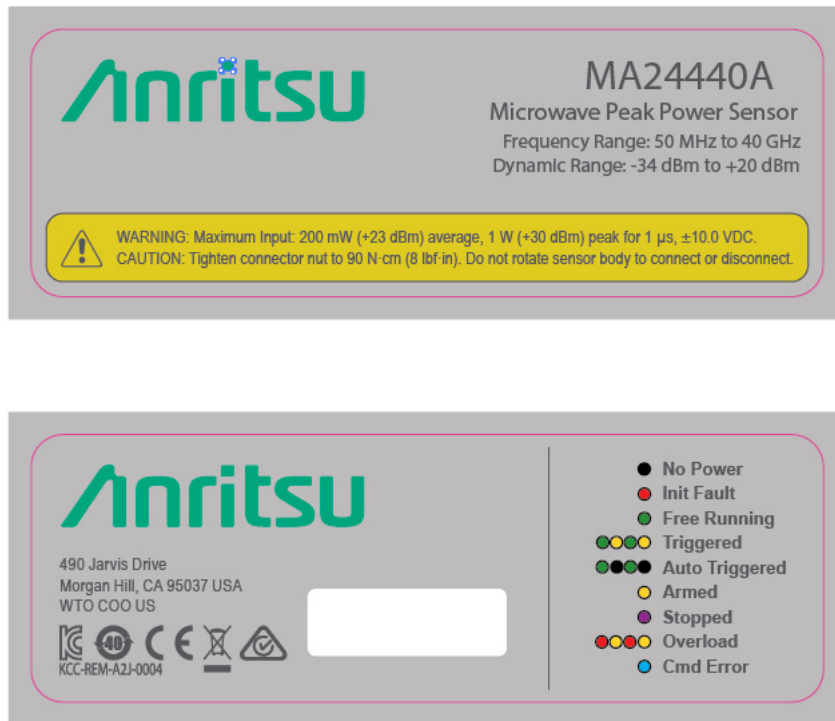 Anritsu
MA24440A
Microwave Peak Power Sensor
Frequency Range: 50 MHz to 40 GHz
Dynamic Range: -34 dBm to +20 dBm
WARNING: Maximum Input: 200 mW (+23 dBm) average, 1 W (+30 dBm) peak for 1 µs, ±10.0 VDC.
CAUTION: Tighten connector nut to 90 N·cm (8 lbf·in). Do not rotate sensor body to connect or disconnect.
Anritsu
490 Jarvis Drive
Morgan Hill, CA 95037 USA
WTO COO US
40 CE
KCC-REM-A2J-0004
No Power
Init Fault
Free Running
Triggered
Auto Triggered
Armed
Stopped
Overload
Cmd Error